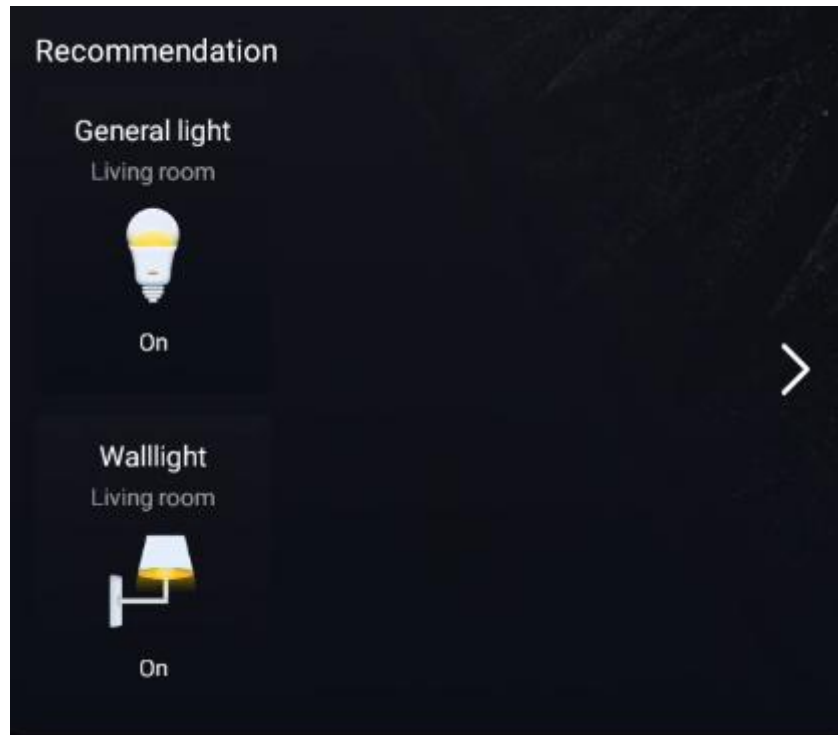 Recommendation
General light
Living room
On
Walllight
Living room
On